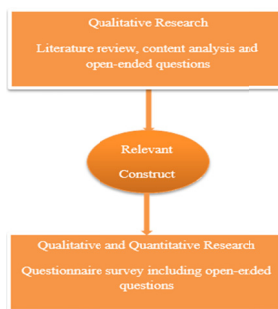 Qualitative Research
Literature review, content analysis and
open-ended questions
Relevant
Construct
Qualitative and Quantitative Research
Questionnaire survey including open-ended
questions